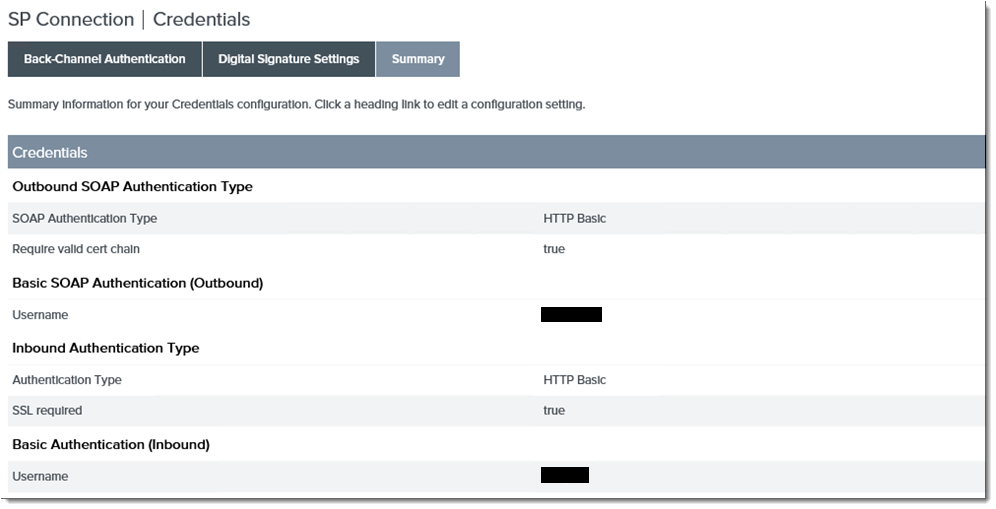 SP Connection | Credentials
Back-Channel Authentication Digital Signature Settings Summary
Summary information for your Credentials configuration. Click a heading link to edit a configuration setting.
Credentials
Outbound SOAP Authentication Type
SOAP Authentication Type HTTP Basic
Require valid cert chain true
Basic SOAP Authentication (Outbound)
Username
Inbound Authentication Type
Authentication Type HTTP Basic
SSL required true
Basic Authentication (Inbound)
Username